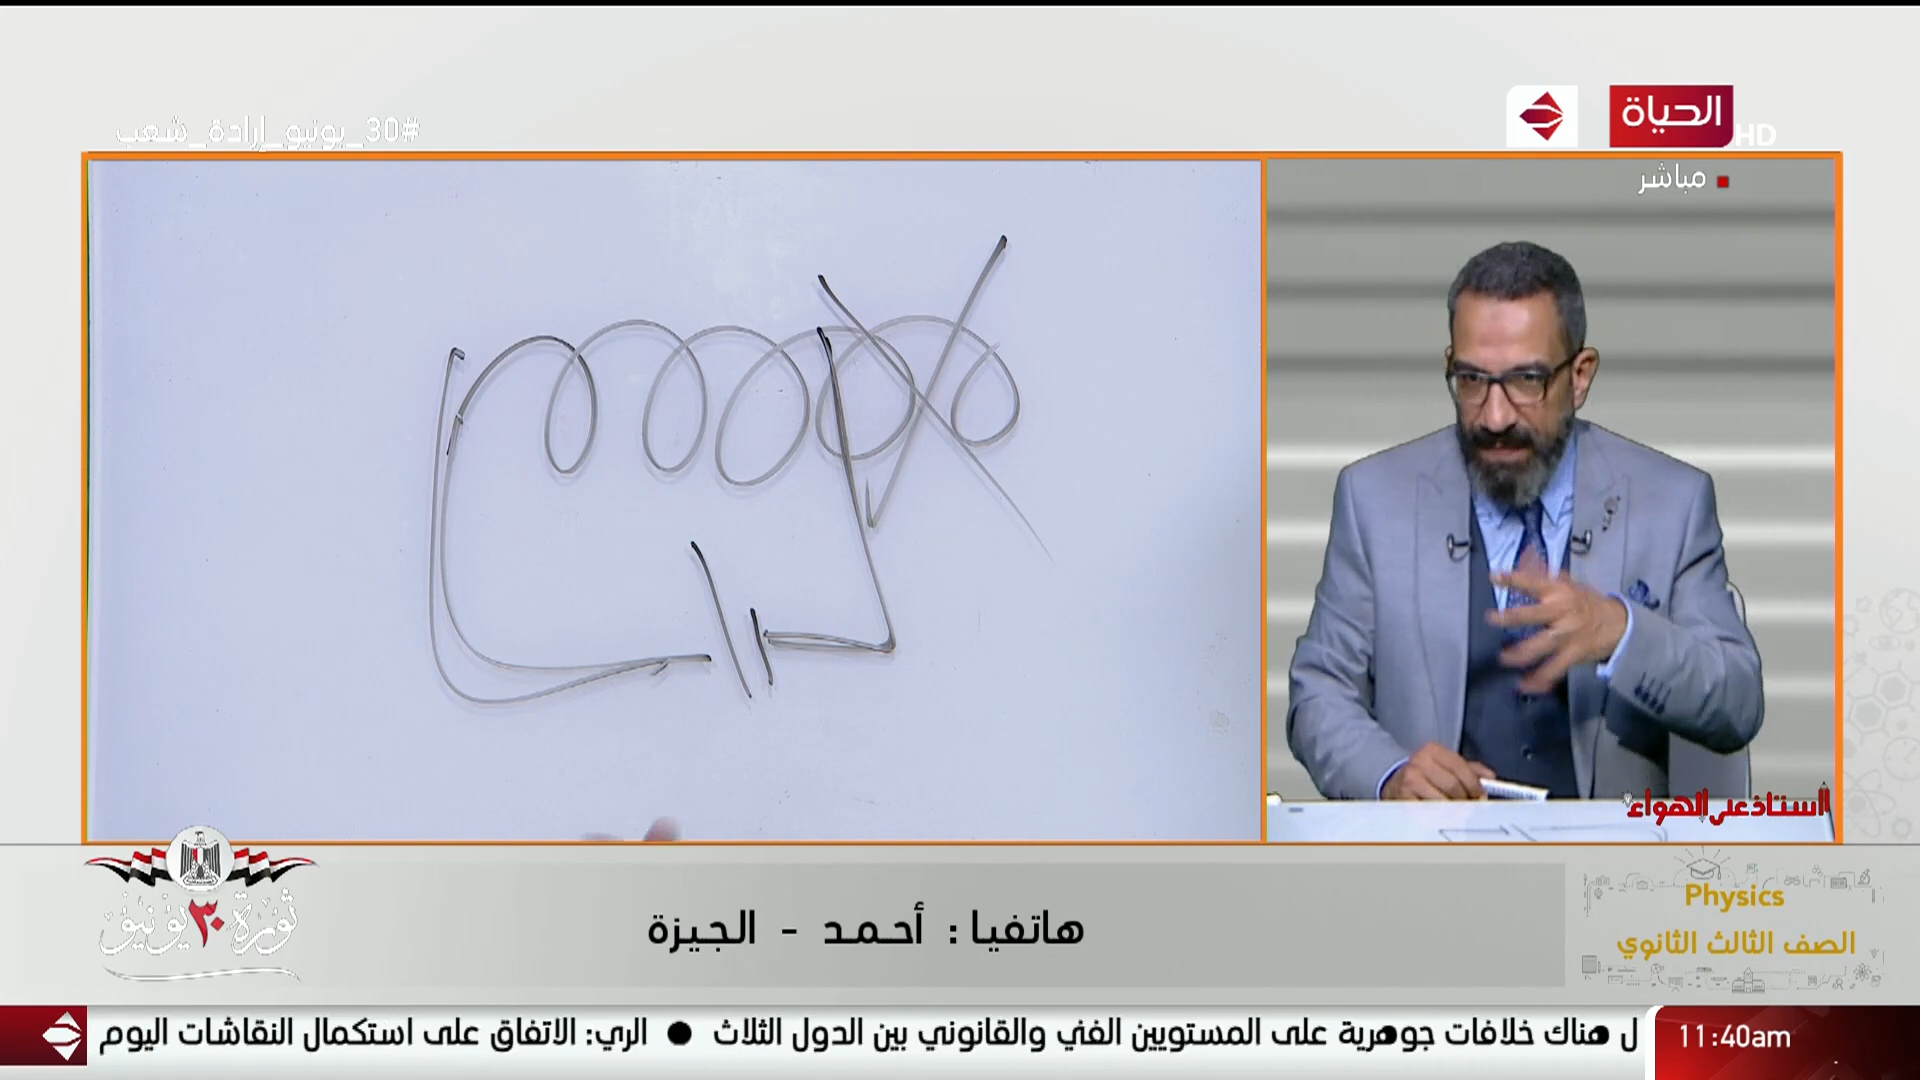 #30_يونيو_إرادة_شعب
الحياة
HD
مباشر
أستاذ على الهواء
ثورة ٣٠ يونيو
هاتفيا : أحمد - الجيزة
Physics
الصف الثالث الثانوي
ل هناك خلافات جوهرية على المستويين الفني والقانوني بين الدول الثلاث ● الري: الاتفاق على استكمال النقاشات اليوم
11:40am